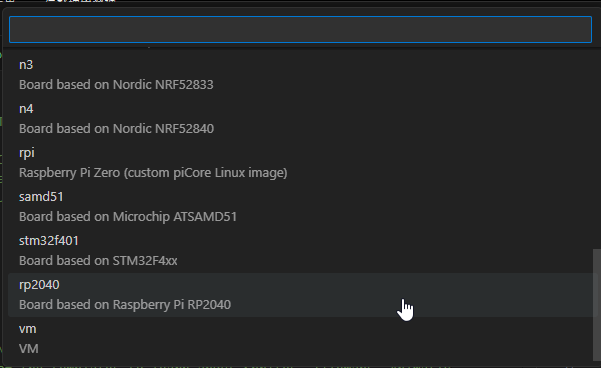 n3
Board based on Nordic NRF52833
n4
Board based on Nordic NRF52840
rpi
Raspberry Pi Zero (custom piCore Linux image)
samd51
Board based on Microchip ATSAMD51
stm32f401
Board based on STM32F4xx
rp2040
Board based on Raspberry Pi RP2040
vm
VM